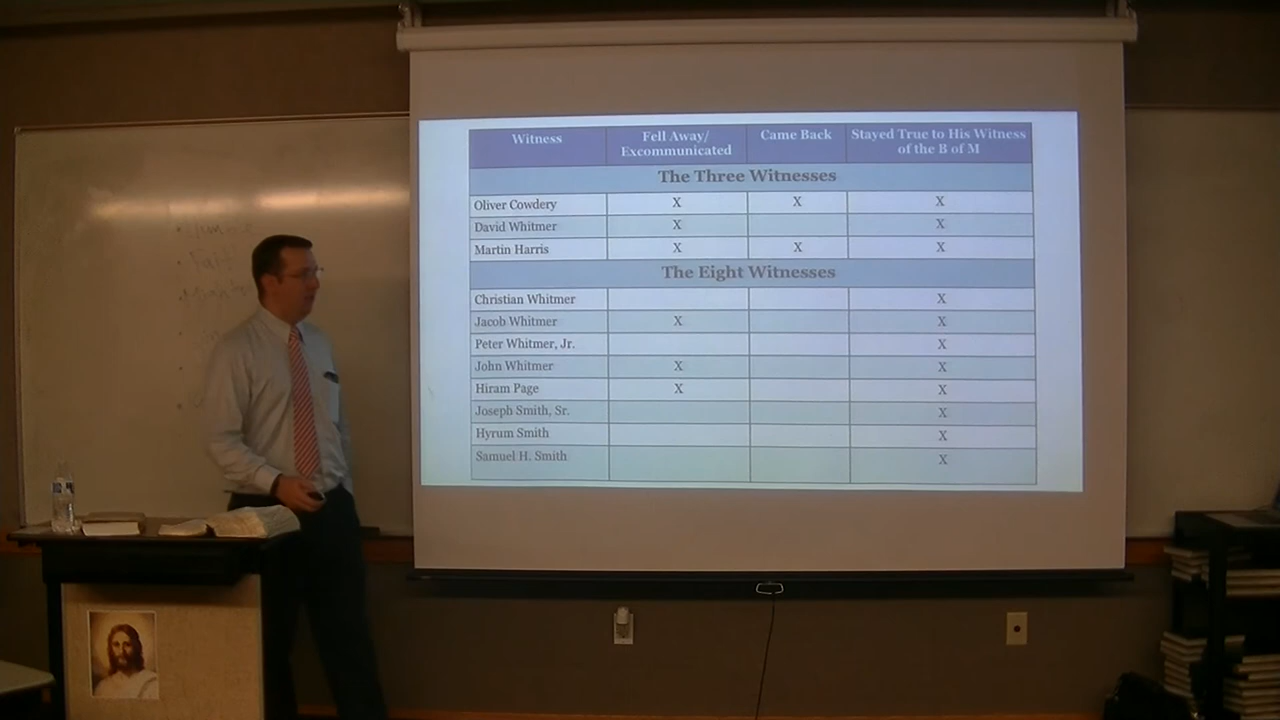 Witness Fell Away/ Excommunicated Came Back Stayed True to His Witness of the B of M
The Three Witnesses
Oliver Cowdery X X X
David Whitmer X X
Martin Harris X X X
The Eight Witnesses
Christian Whitmer X
Jacob Whitmer X X
Peter Whitmer, Jr. X
John Whitmer X X
Hiram Page X X
Joseph Smith, Sr. X
Hyrum Smith X
Samuel H. Smith X